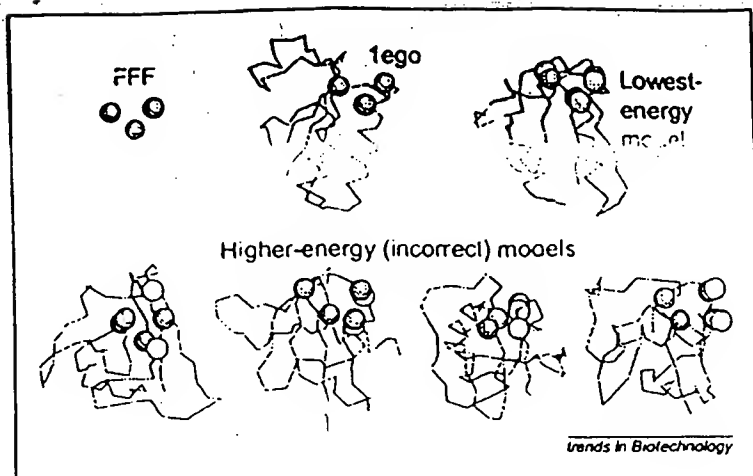 FFF
1ego
Lowest-
energy
Higher-energy (incorrect) models
trends in Biotechnology